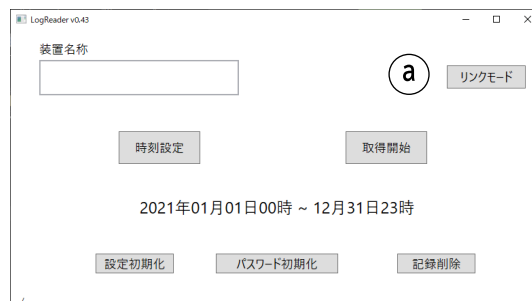 LogReader v0.43
装置名称
a
リンクモード
時刻設定
取得開始
2021年01月01日00時 ~ 12月31日23時
設定初期化
パスワード初期化
記録削除